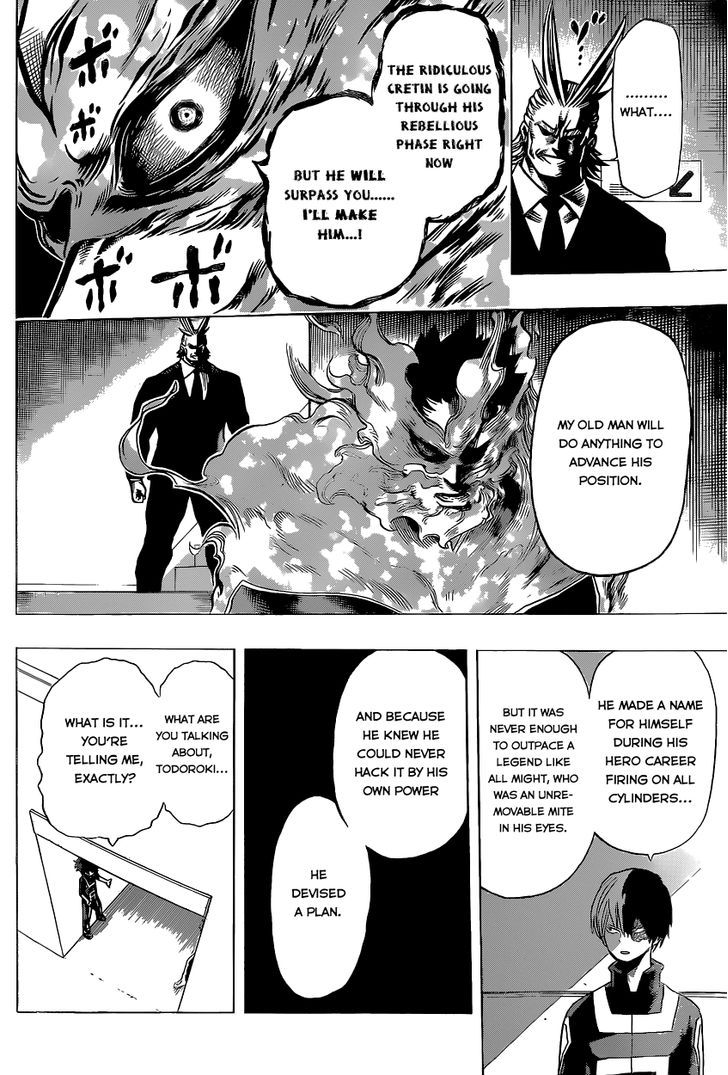 .........
WHAT....
THE RIDICULOUS
CRETIN IS GOING
THROUGH HIS
REBELLIOUS
PHASE RIGHT
NOW
BUT HE WILL
SURPASS YOU......
I'LL MAKE
HIM...!
ボボ
ボボ
MY OLD MAN WILL
DO ANYTHING TO
ADVANCE HIS
POSITION.
HE MADE A NAME
FOR HIMSELF
DURING HIS
HERO CAREER
FIRING ON ALL
CYLINDERS...
BUT IT WAS
NEVER ENOUGH
TO OUTPACE A
LEGEND LIKE
ALL MIGHT, WHO
WAS AN UNRE-
MOVABLE MITE
IN HIS EYES.
AND BECAUSE
HE KNEW HE
COULD NEVER
HACK IT BY HIS
OWN POWER
HE
DEVISED
A PLAN.
WHAT ARE
YOU TALKING
ABOUT,
TODOROKI...
WHAT IS IT...
YOU'RE
TELLING ME,
EXACTLY?